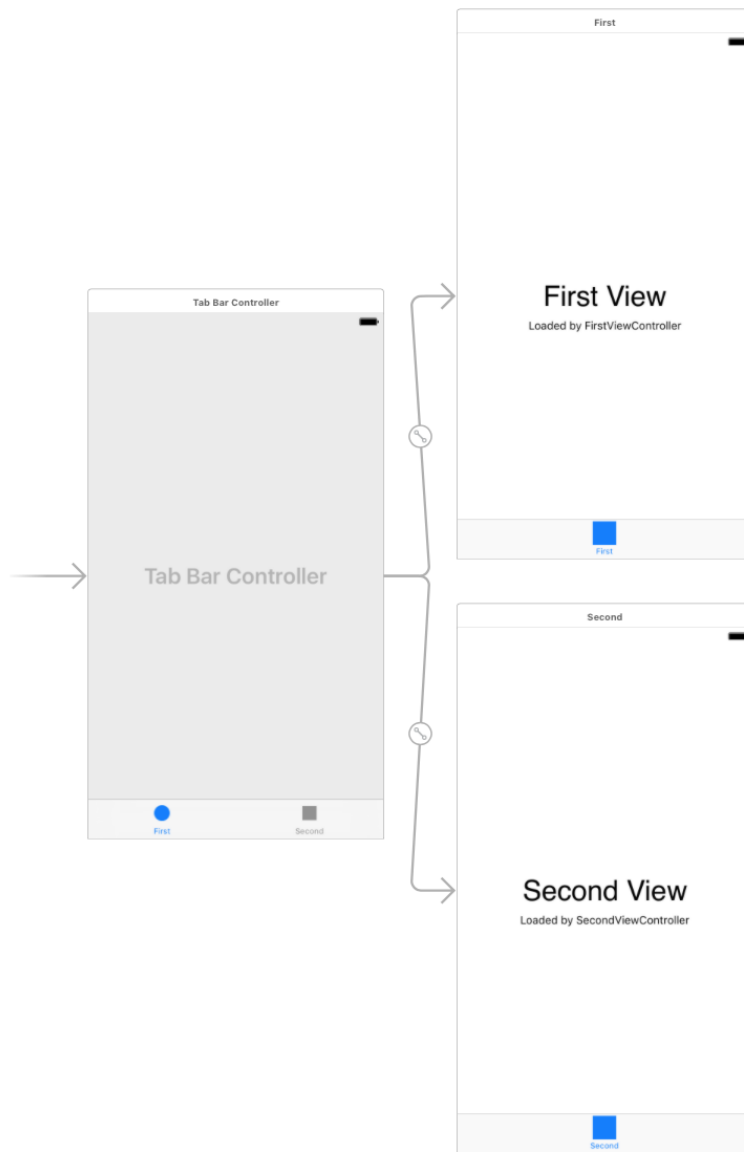 First
First View
Loaded by FirstViewController
First
Tab Bar Controller
Tab Bar Controller
First
Second
Second
Second View
Loaded by SecondViewController
Second